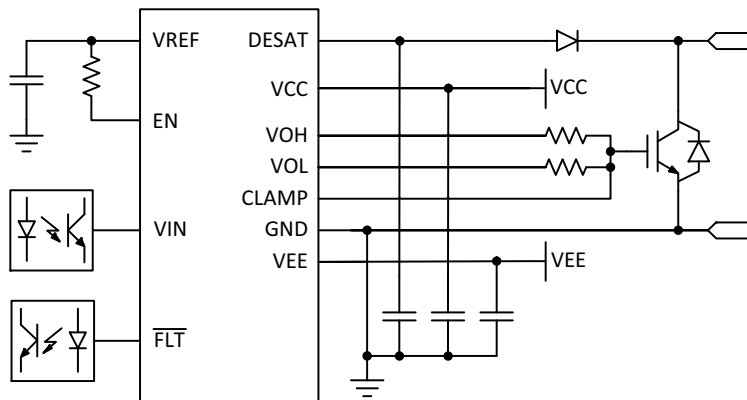 VREF
EN
VIN
FLT
DESAT
VCC
VOH
VOL
CLAMP
GND
VEE
VCC
VEE